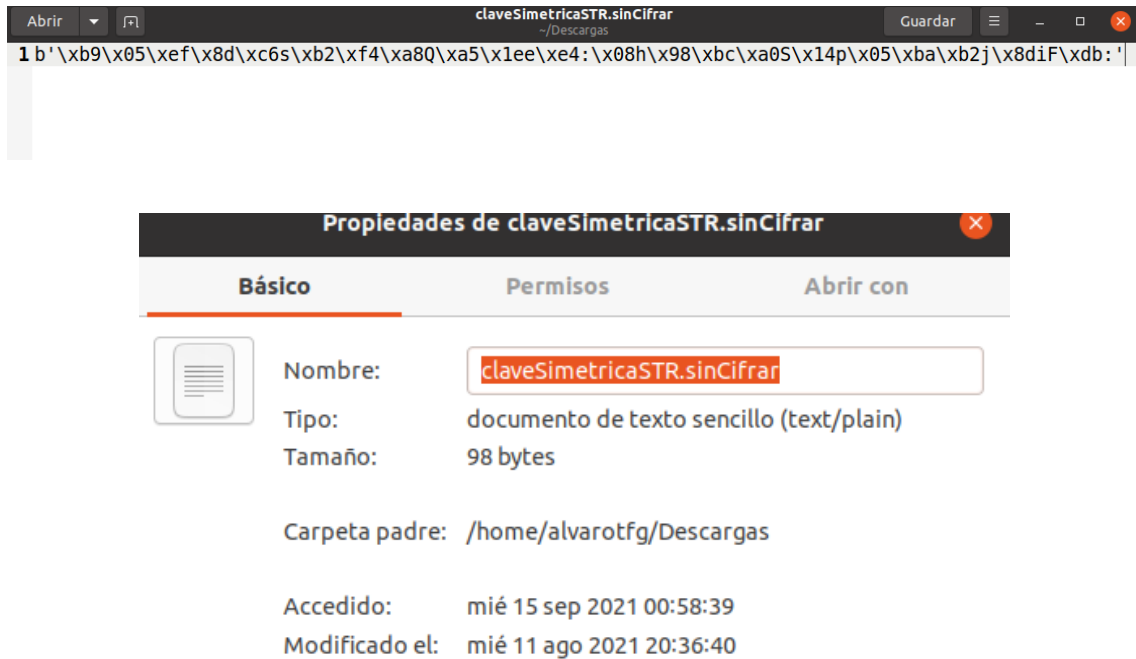 Abrir
claveSimetricaSTR.sinCifrar
~/Descargas
Guardar
1 b'\xb9\x05\xef\x8d\xc6s\xb2\xf4\xa8Q\xa5\x1ee\xe4:\x08h\x98\xbc\xa0S\x14p\x05\xba\xb2j\x8diF\xdb:'
Propiedades de claveSimetricaSTR.sinCifrar
Básico Permisos Abrir con
Nombre: claveSimetricaSTR.sinCifrar
Tipo: documento de texto sencillo (text/plain)
Tamaño: 98 bytes
Carpeta padre: /home/alvarotfg/Descargas
Accedido: mié 15 sep 2021 00:58:39
Modificado el: mié 11 ago 2021 20:36:40